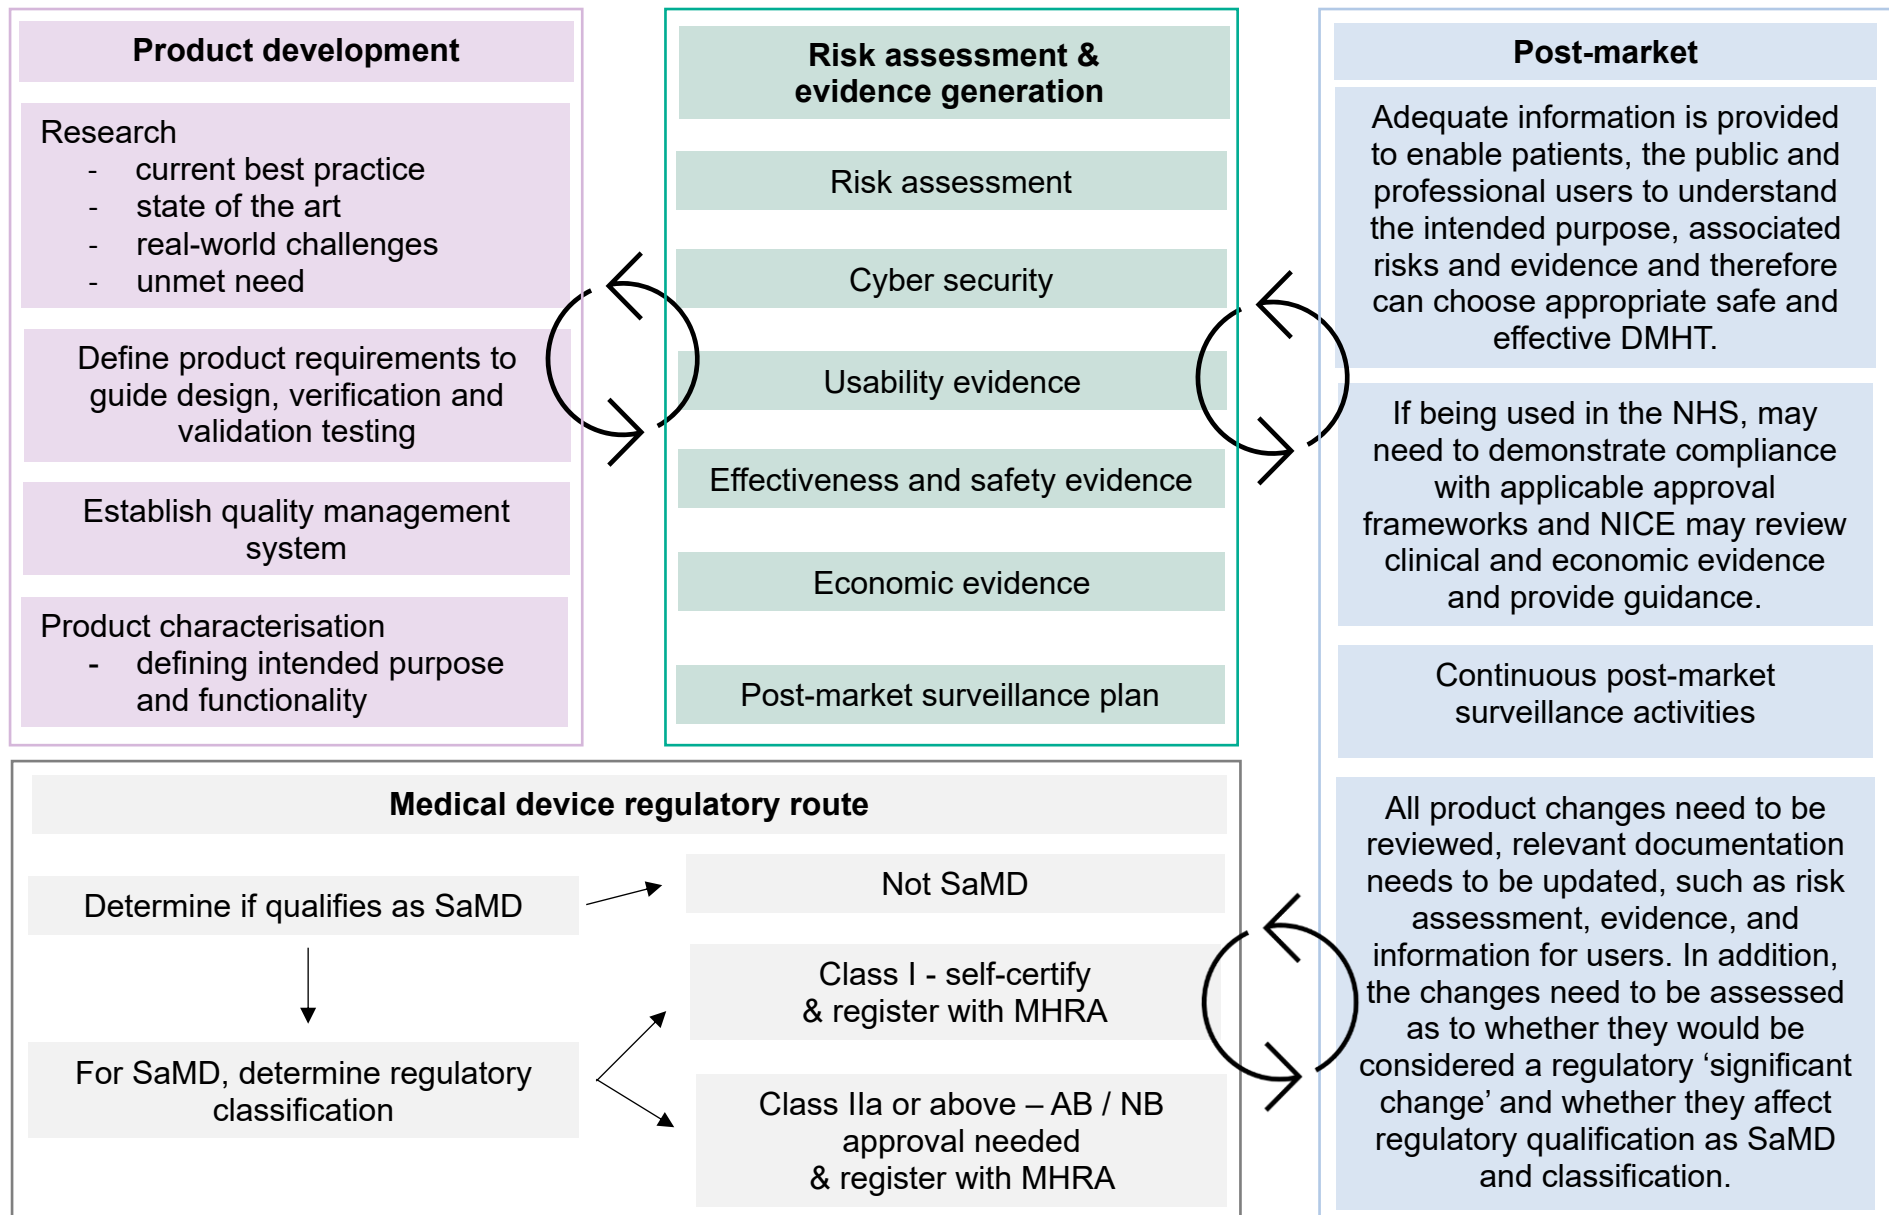 Product development
Research
- current best practice
- state of the art
- real-world challenges
- unmet need
Define product requirements to
guide design, verification and
validation testing
Establish quality management
system
Product characterisation
- defining intended purpose
and functionality
Risk assessment &
evidence generation
Risk assessment
Cyber security
Usability evidence
Effectiveness and safety evidence
Economic evidence
Post-market surveillance plan
Post-market
Adequate information is provided
to enable patients, the public and
professional users to understand
the intended purpose, associated
risks and evidence and therefore
can choose appropriate safe and
effective DMHT.
If being used in the NHS, may
need to demonstrate compliance
with applicable approval
frameworks and NICE may review
clinical and economic evidence
and provide guidance.
Continuous post-market
surveillance activities
All product changes need to be
reviewed, relevant documentation
needs to be updated, such as risk
assessment, evidence, and
information for users. In addition,
the changes need to be assessed
as to whether they would be
considered a regulatory ‘significant
change’ and whether they affect
regulatory qualification as SaMD
and classification.
Medical device regulatory route
Determine if qualifies as SaMD
Not SaMD
For SaMD, determine regulatory
classification
Class I - self-certify
& register with MHRA
Class IIa or above – AB / NB
approval needed
& register with MHRA